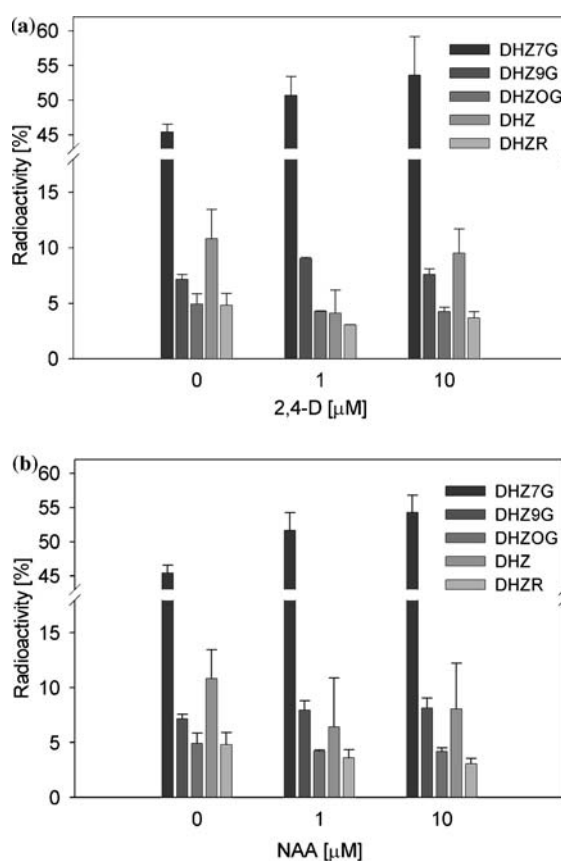 (a)
60
55
50
45
15
10
5
0
Radioactivity [%]
DHZ7G
DHZ9G
DHZOG
DHZ
DHZR
0 1 10
2,4-D [μM]
(b)
60
55
50
45
15
10
5
0
Radioactivity [%]
DHZ7G
DHZ9G
DHZOG
DHZ
DHZR
0 1 10
NAA [μM]